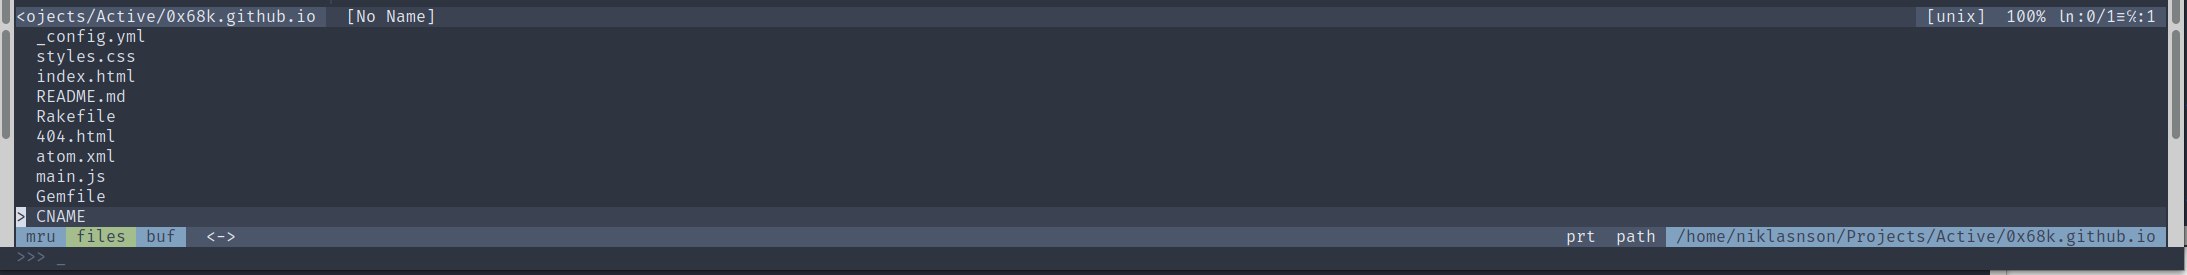 <ojects/Active/0x68k.github.io [No Name] [unix] 100% ln:0/1≡℅:1
_config.yml
styles.css
index.html
README.md
Rakefile
404.html
atom.xml
main.js
Gemfile
> CNAME
mru files buf <-> prt path /home/niklasnson/Projects/Active/0x68k.github.io
>>> _